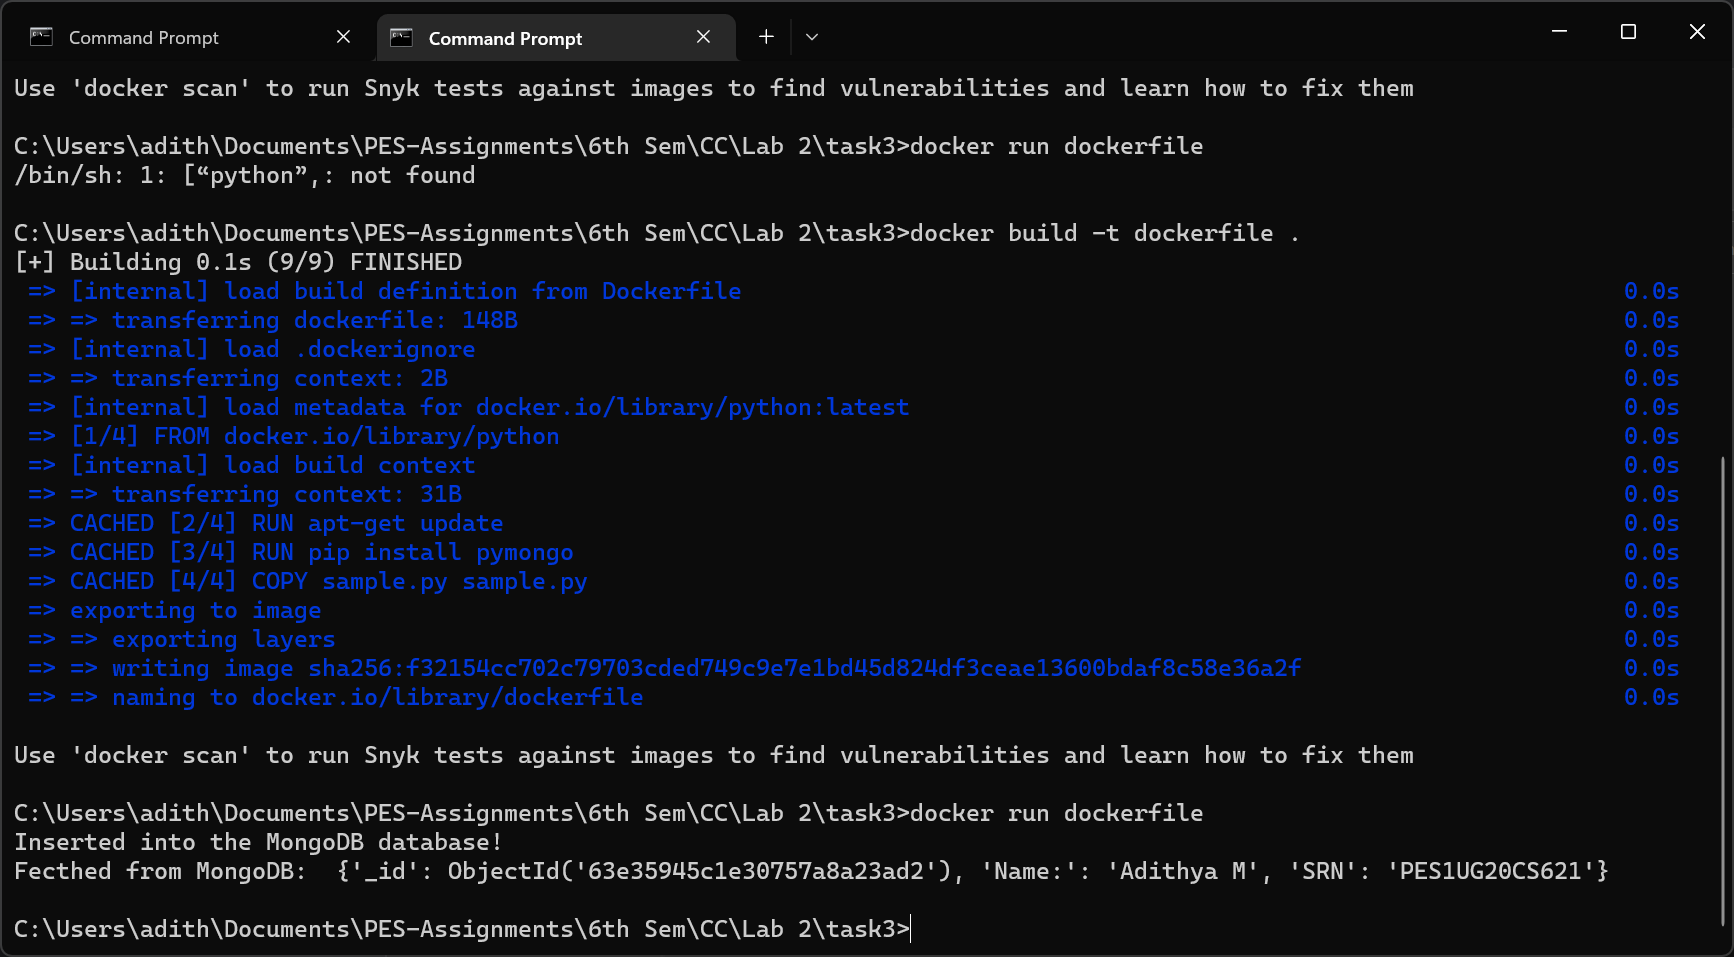 Command Prompt
Command Prompt
Use 'docker scan' to run Snyk tests against images to find vulnerabilities and learn how to fix them
C:\Users\adith\Documents\PES-Assignments\6th Sem\CC\Lab 2\task3>docker run dockerfile
/bin/sh: 1: [“python”,: not found
C:\Users\adith\Documents\PES-Assignments\6th Sem\CC\Lab 2\task3>docker build -t dockerfile .
[+] Building 0.1s (9/9) FINISHED
=> [internal] load build definition from Dockerfile 0.0s
=> => transferring dockerfile: 148B 0.0s
=> [internal] load .dockerignore 0.0s
=> => transferring context: 2B 0.0s
=> [internal] load metadata for docker.io/library/python:latest 0.0s
=> [1/4] FROM docker.io/library/python 0.0s
=> [internal] load build context 0.0s
=> => transferring context: 31B 0.0s
=> CACHED [2/4] RUN apt-get update 0.0s
=> CACHED [3/4] RUN pip install pymongo 0.0s
=> CACHED [4/4] COPY sample.py sample.py 0.0s
=> exporting to image 0.0s
=> => exporting layers 0.0s
=> => writing image sha256:f32154cc702c79703cded749c9e7e1bd45d824df3ceae13600bdaf8c58e36a2f 0.0s
=> => naming to docker.io/library/dockerfile 0.0s
Use 'docker scan' to run Snyk tests against images to find vulnerabilities and learn how to fix them
C:\Users\adith\Documents\PES-Assignments\6th Sem\CC\Lab 2\task3>docker run dockerfile
Inserted into the MongoDB database!
Fecthed from MongoDB:  {'_id': ObjectId('63e35945c1e30757a8a23ad2'), 'Name:': 'Adithya M', 'SRN': 'PES1UG20CS621'}
C:\Users\adith\Documents\PES-Assignments\6th Sem\CC\Lab 2\task3>